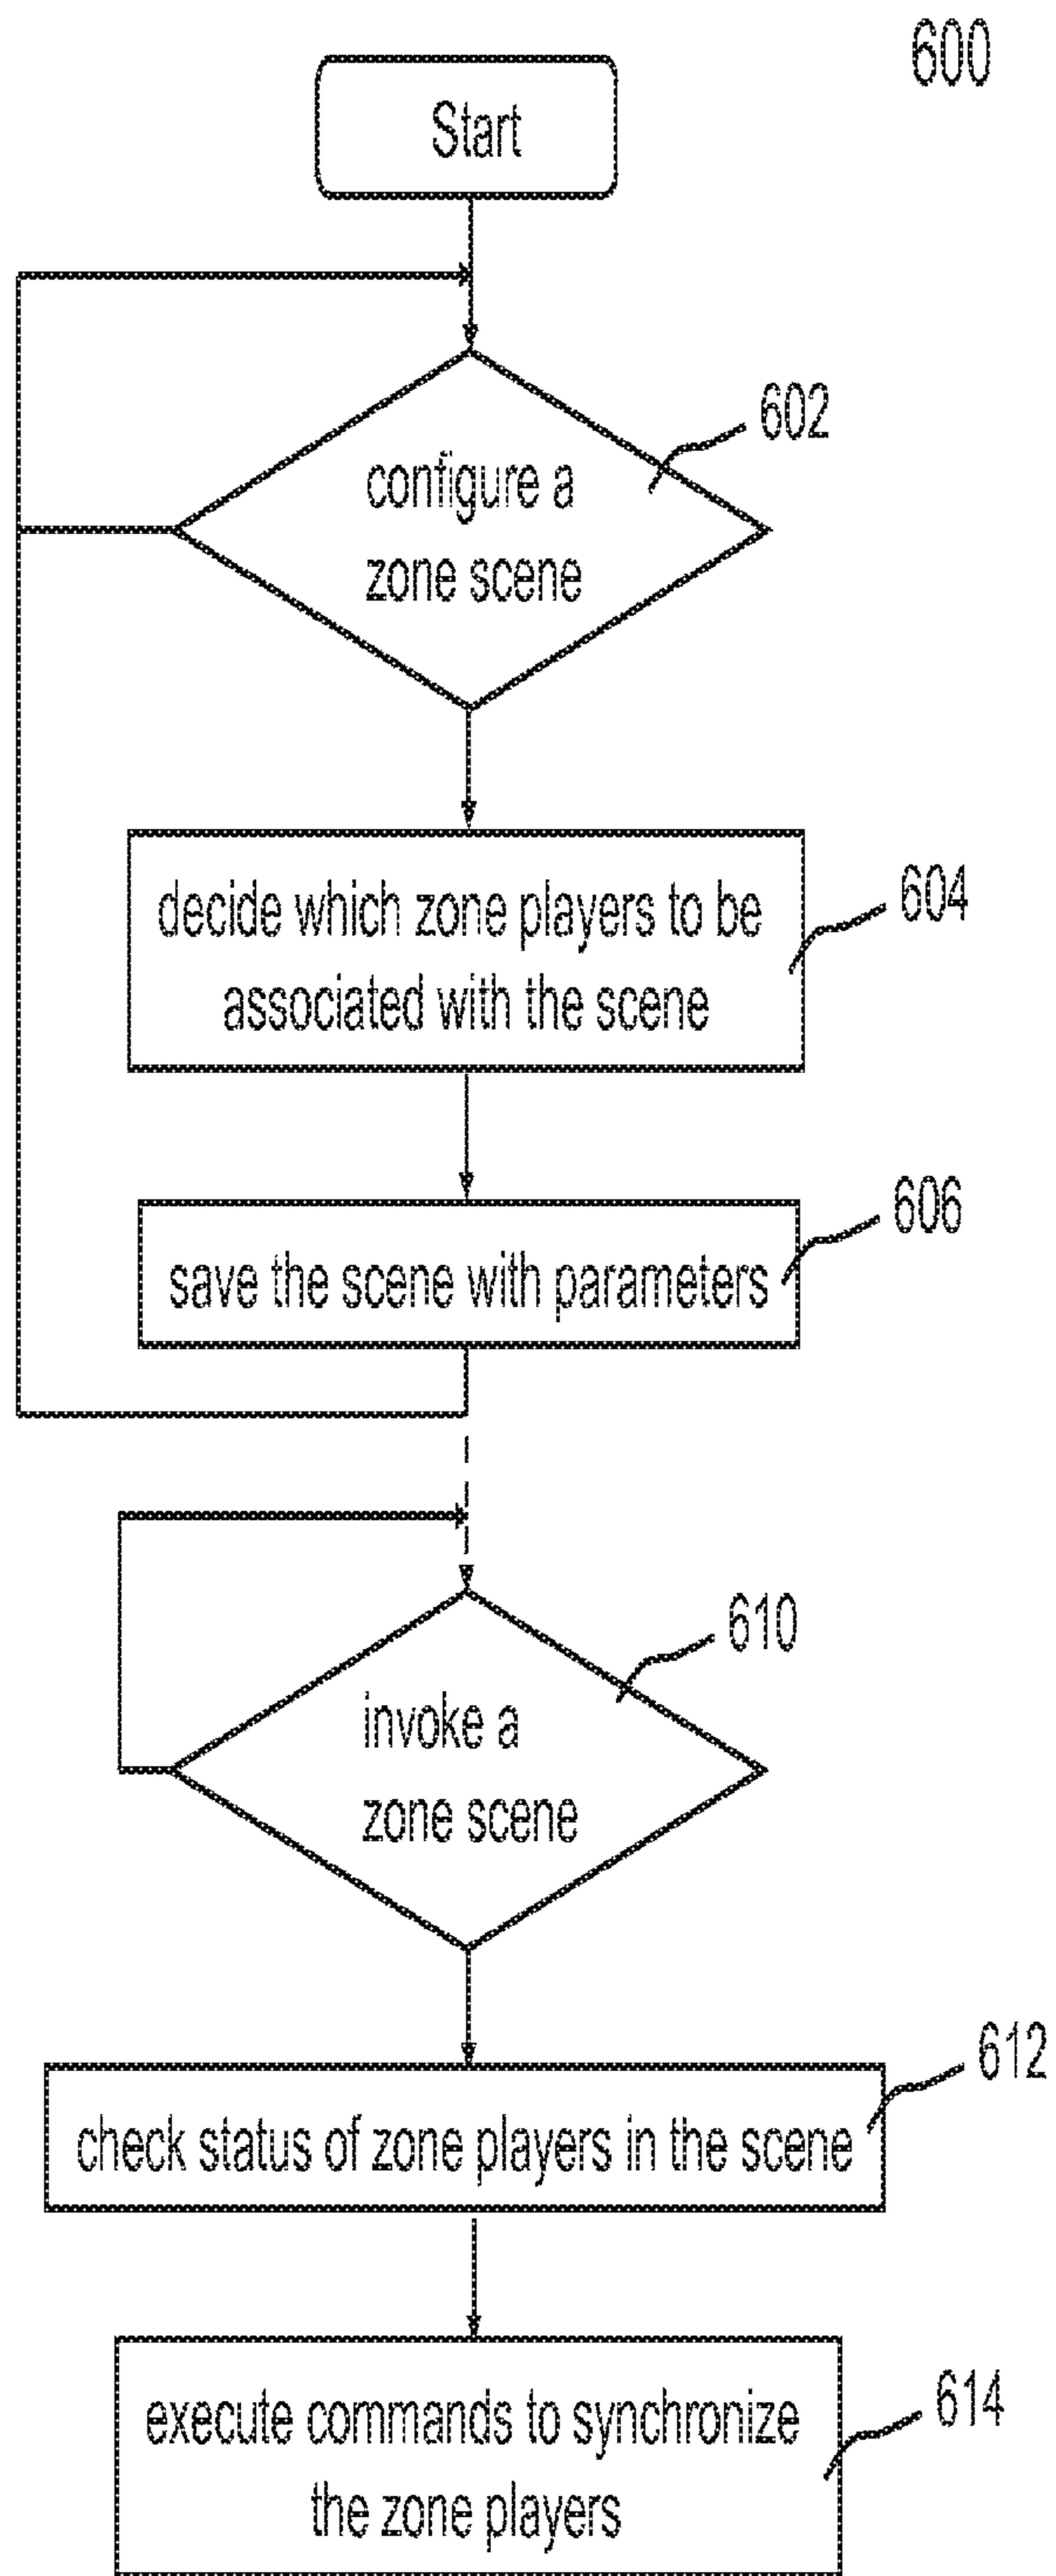 600
Start
602
configure a
zone scene
604
decide which zone players to be
associated with the scene
606
save the scene with parameters
610
invoke a
zone scene
612
check status of zone players in the scene
614
execute commands to synchronize
the zone players